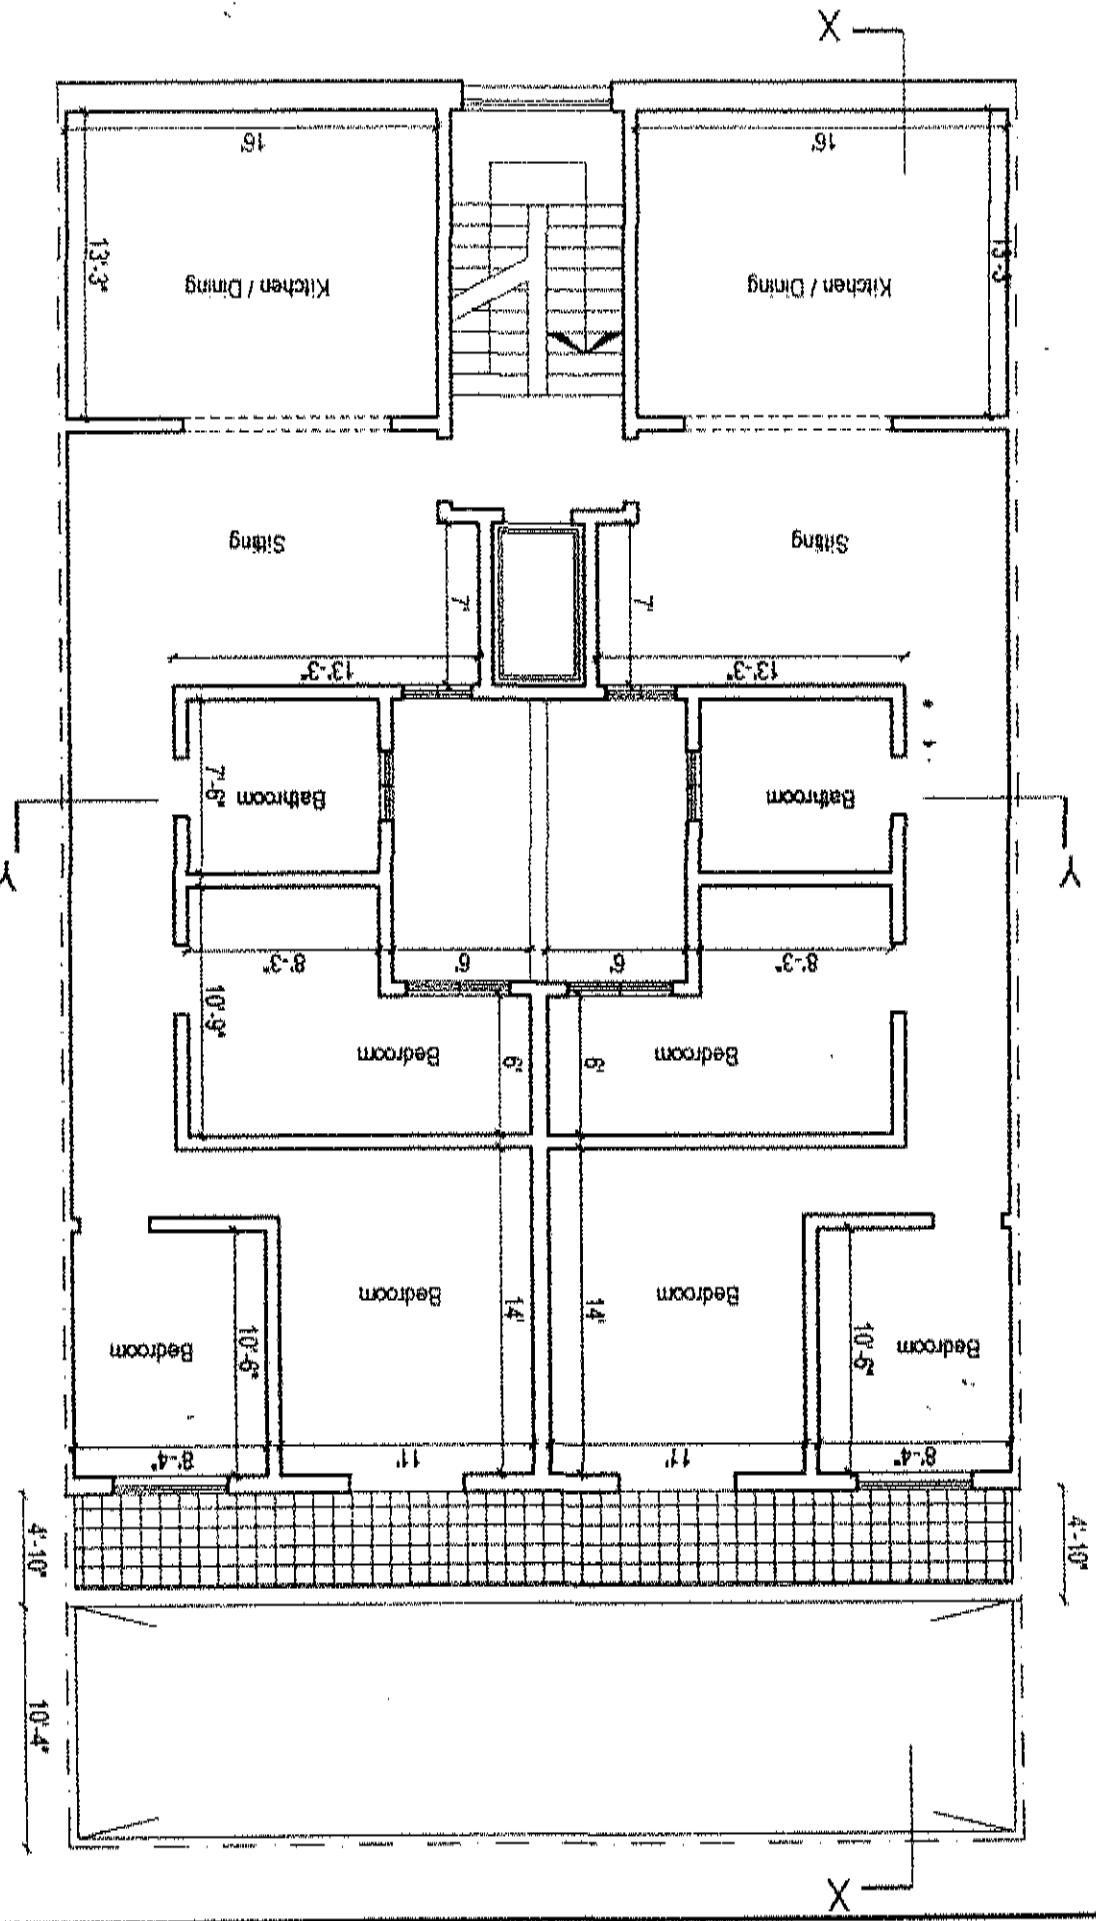 X
10'-4"
4'-10" 4'-10"
8'-4" 11' 11' 8'-4"
Bedroom 10'-6" 10'-6" Bedroom
Bedroom 14' 14' Bedroom
Bedroom 6' 6' Bedroom 10'-9"
8'-3" 6' 6' 8'-3"
Y Y
Bathroom Bathroom 7'-6"
13'-3" 13'-3"
7' 7'
Sitting Sitting
Kitchen / Dining Kitchen / Dining
13'-3 13'-3"
16' 16'
X